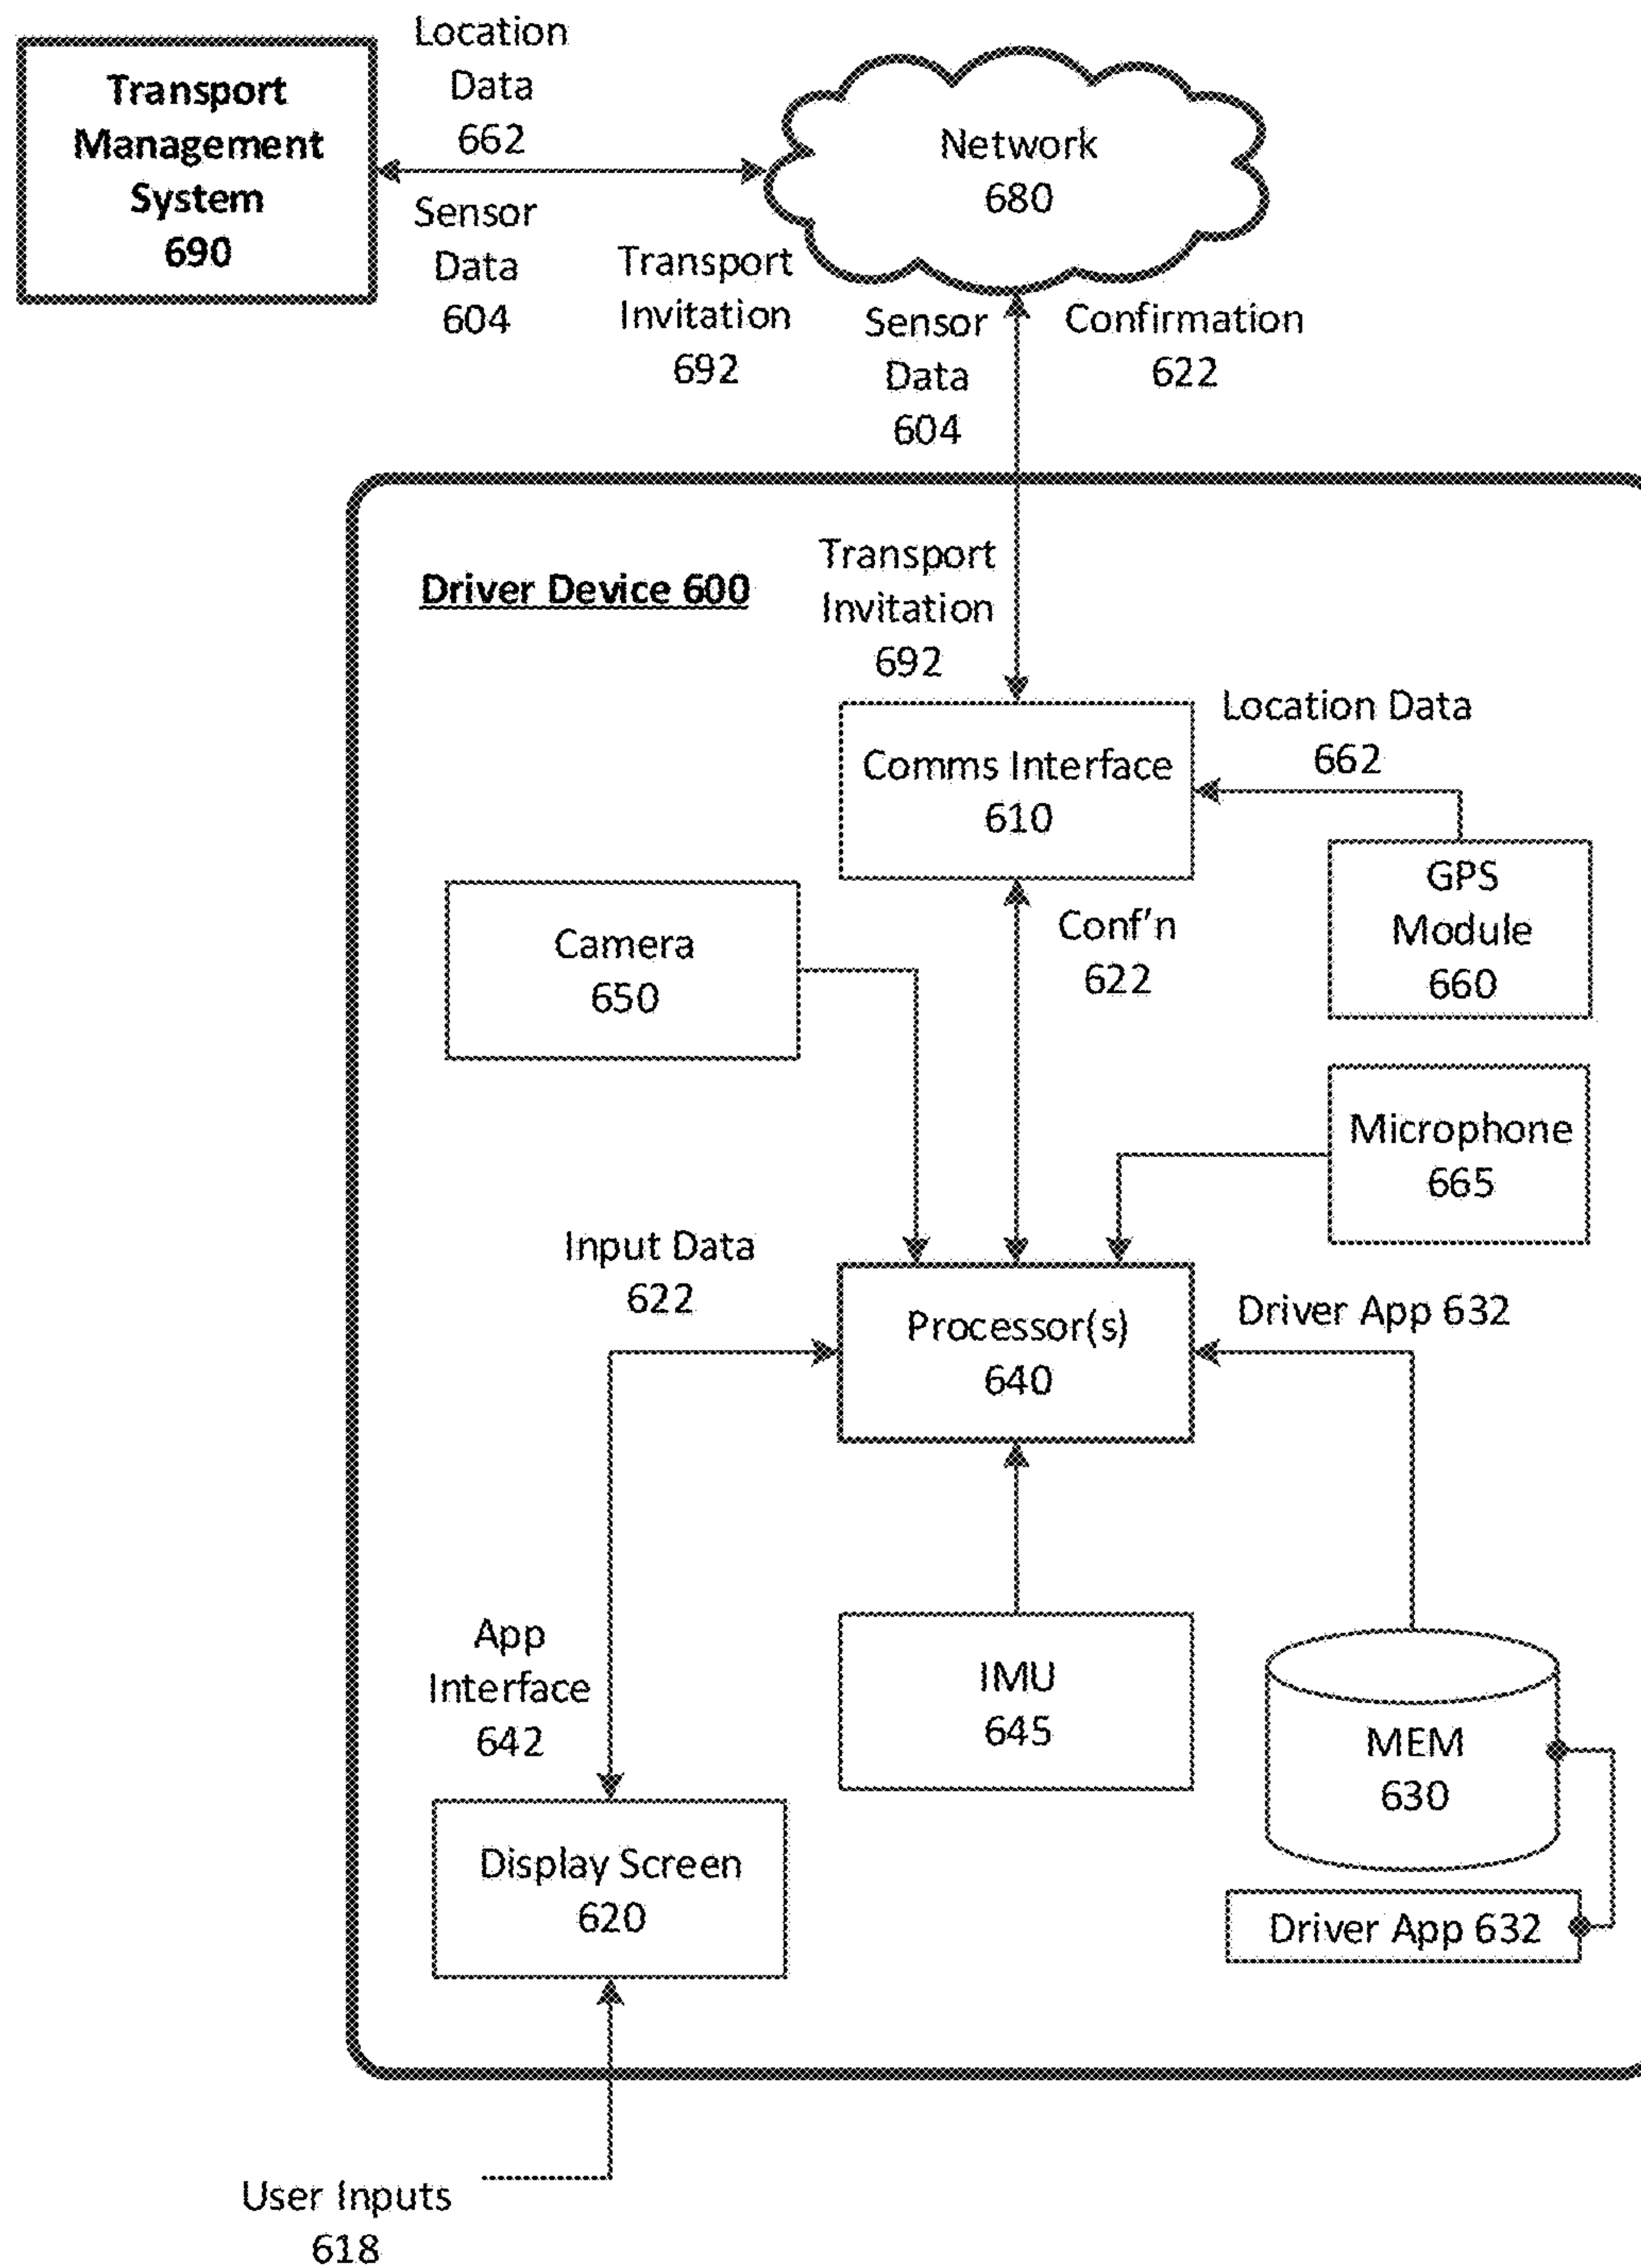 Transport
Management
System
690
Location
Data
662
Sensor
Data
604
Network
680
Transport
Invitation
692
Sensor
Data
604
Confirmation
622
Driver Device 600
Transport
Invitation
692
Comms Interface
610
Location Data
662
GPS
Module
660
Camera
650
Conf'n
622
Microphone
665
Input Data
622
Processor(s)
640
Driver App 632
App
Interface
642
IMU
645
MEM
630
Display Screen
620
Driver App 632
User Inputs
618